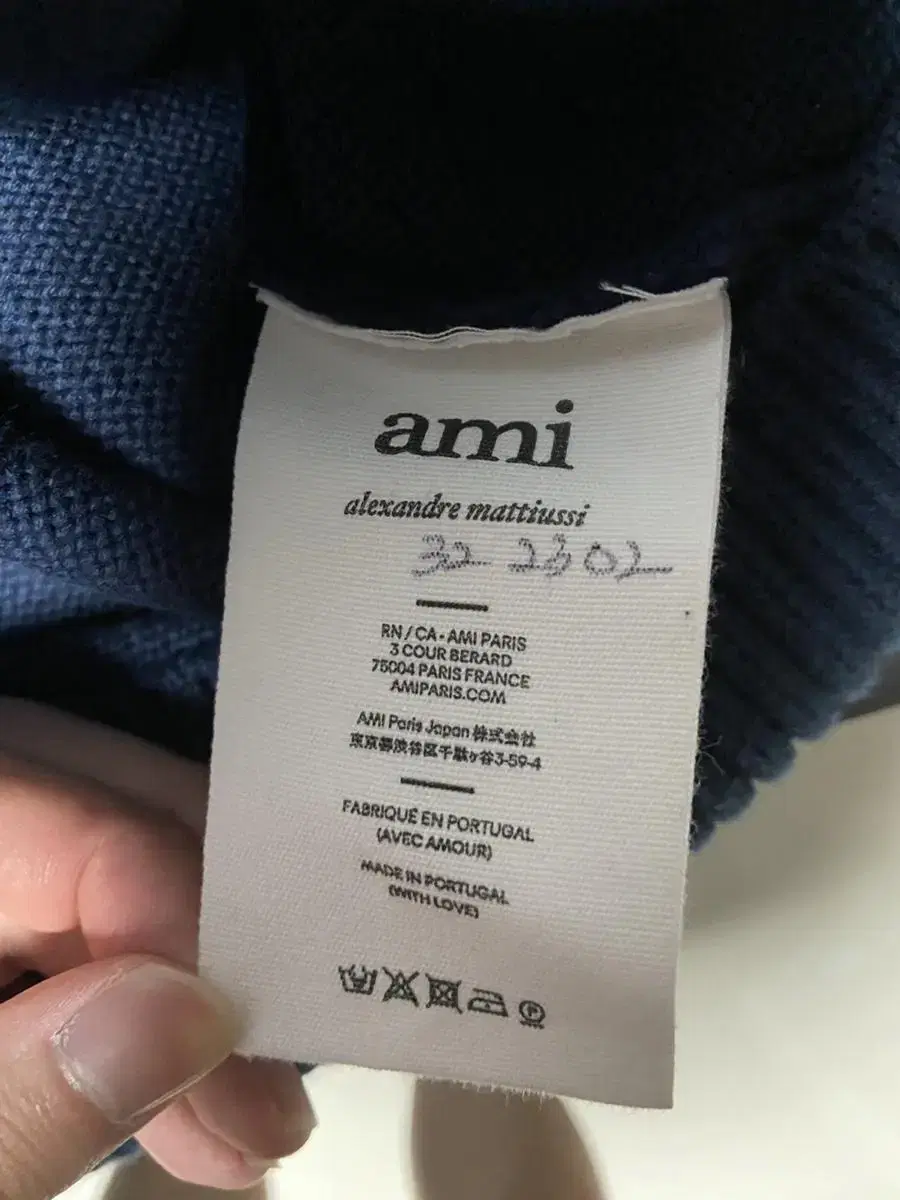 ami
alexandre mattiussi
32 2302
RN / CA - AMI PARIS
3 COUR BERARD
75004 PARIS FRANCE
AMIPARIS.COM
AMI Paris Japan 株式会社
東京都渋谷区千駄ヶ谷3-59-4
FABRIQUÉ EN PORTUGAL
(AVEC AMOUR)
MADE IN PORTUGAL
(WITH LOVE)
P